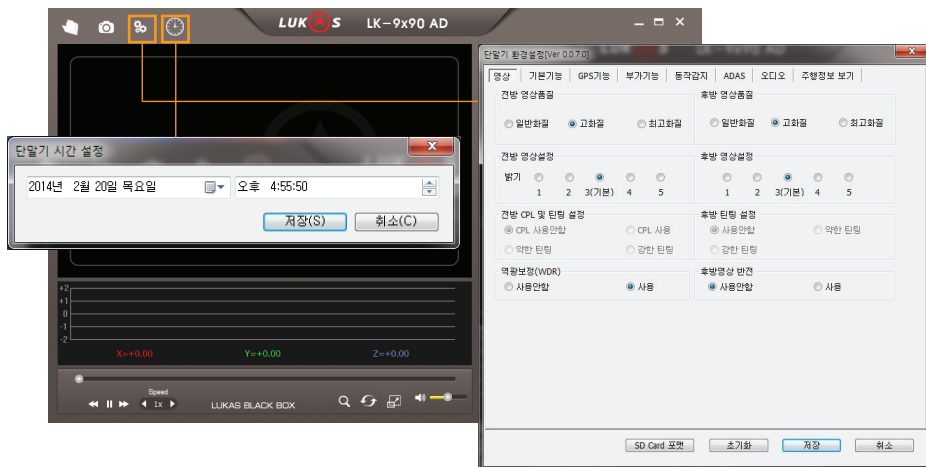 LUKAS LK-9x90 AD
단말기 환경설정[Ver 0.0.7.0]
영상 기본기능 GPS기능 부가기능 동작감지 ADAS 오디오 주행정보 보기
전방 영상품질 후방 영상품질
일반화질 고화질 최고화질 일반화질 고화질 최고화질
전방 영상설정 후방 영상설정
밝기
1 2 3(기본) 4 5 1 2 3(기본) 4 5
전방 CPL 및 틴팅 설정 후방 틴팅 설정
CPL 사용안함 CPL 사용 사용안함 약한 틴팅
약한 틴팅 강한 틴팅 강한 틴팅
역광보정(WDR) 후방영상 반전
사용안함 사용 사용안함 사용
SD Card 포맷 초기화 저장 취소
단말기 시간 설정
2014년 2월 20일 목요일 오후 4:55:50
저장(S) 취소(C)
+2
+1
0
-1
-2
X=+0.00 Y=+0.00 Z=+0.00
Speed
1x LUKAS BLACK BOX